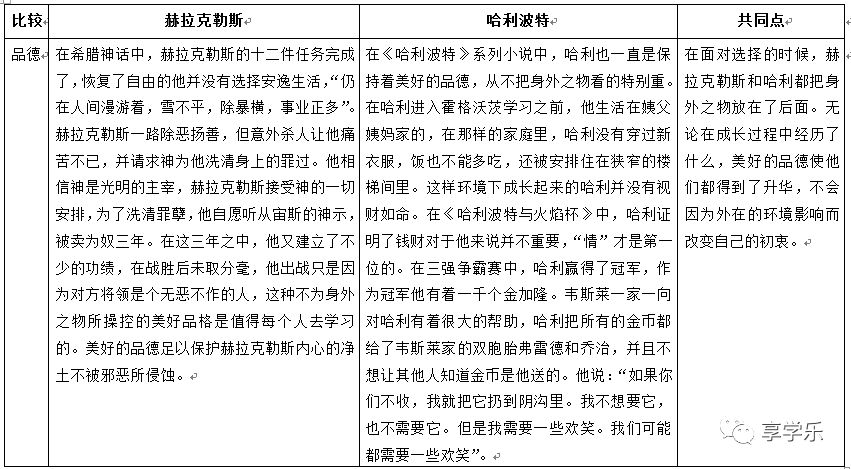 比较 赫拉克勒斯 哈利波特 共同点
品德
在希腊神话中，赫拉克勒斯的十二件任务完成
了，恢复了自由的他并没有选择安逸生活，“仍
在人间漫游着，雪不平，除暴横，事业正多”。
赫拉克勒斯一路除恶扬善，但意外杀人让他痛
苦不已，并请求神为他洗清身上的罪过。他相
信神是光明的主宰，赫拉克勒斯接受神的一切
安排，为了洗清罪孽，他自愿听从宙斯的神示，
被卖为奴三年。在这三年之中，他又建立了不
少的功绩，在战胜后未取分毫，他出战只是因
为对方将领是个无恶不作的人，这种不为身外
之物所操控的美好品格是值得每个人去学习
的。美好的品德足以保护赫拉克勒斯内心的净
土不被邪恶所侵蚀。
在《哈利波特》系列小说中，哈利也一直是保
持着美好的品德，从不把身外之物看的特别重。
在哈利进入霍格沃茨学习之前，他生活在姨父
姨妈家的，在那样的家庭里，哈利没有穿过新
衣服，饭也不能多吃，还被安排住在狭窄的楼
梯间里。这样环境下成长起来的哈利并没有视
财如命。在《哈利波特与火焰杯》中，哈利证
明了钱财对于他来说并不重要，“情”才是第一
位的。在三强争霸赛中，哈利赢得了冠军，作
为冠军他有着一千个金加隆。韦斯莱一家一向
对哈利有着很大的帮助，哈利把所有的金币都
给了韦斯莱家的双胞胎弗雷德和乔治，并且不
想让其他人知道金币是他送的。他说：“如果你
们不收，我就把它扔到阴沟里。我不想要它，
也不需要它。但是我需要一些欢笑。我们可能
都需要一些欢笑”。
在面对选择的时候，赫
拉克勒斯和哈利都把身
外之物放在了后面。无
论在成长过程中经历了
什么，美好的品德使他
们都得到了升华，不会
因为外在的环境影响而
改变自己的初衷。
享学乐